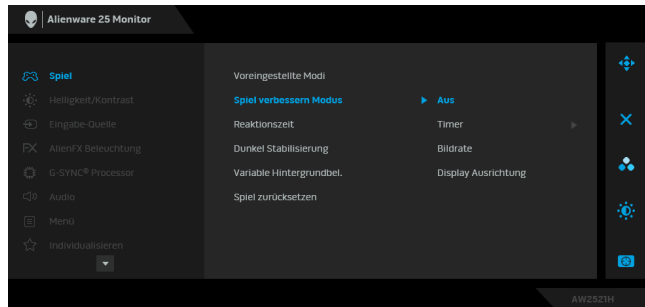 Alienware 25 Monitor
Spiel
Helligkeit/Kontrast
Eingabe-Quelle
FX AlienFX Beleuchtung
G-SYNC® Processor
Audio
Menü
Individualisieren
Voreingestellte Modi
Spiel verbessern Modus
Reaktionszeit
Dunkel Stabilisierung
Variable Hintergrundbel.
Spiel zurücksetzen
Aus
Timer
Bildrate
Display Ausrichtung
AW2521H